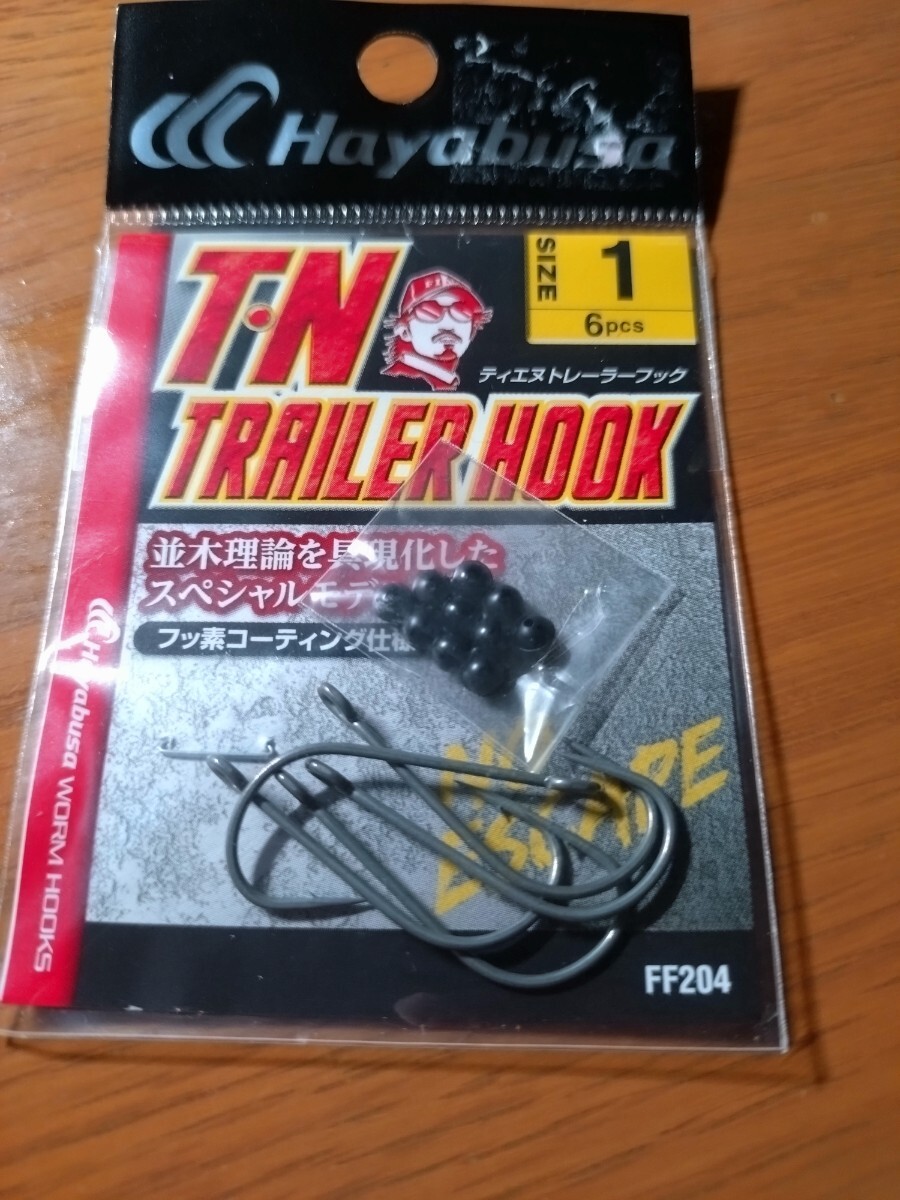 Hayabusa
T·N
SIZE 1
6pcs
ティエヌトレーラーフック
TRAILER HOOK
並木理論を具現化した
スペシャルモデ
フッ素コーティング仕様
NO
ESCAPE
Hayabusa WORM HOOKS
FF204